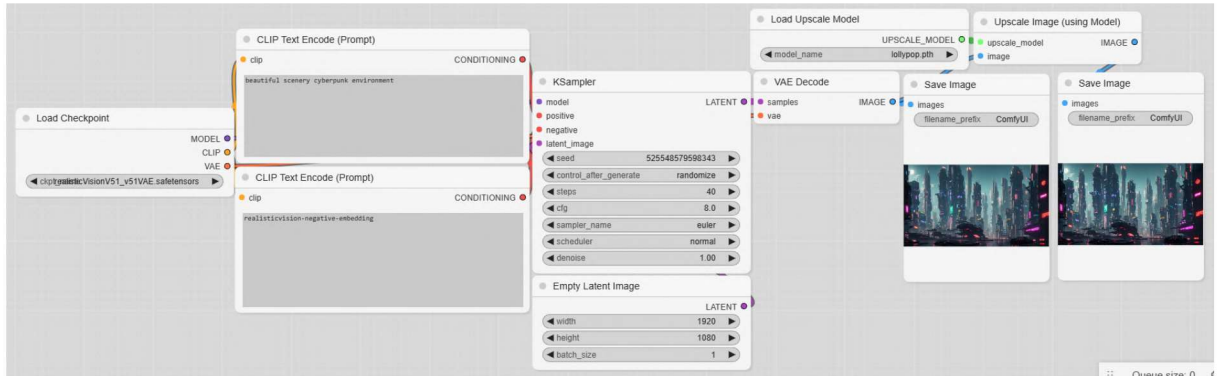 Load Checkpoint
MODEL
CLIP
VAE
realisticVisionV51_v51VAE.safetensors
CLIP Text Encode (Prompt)
clip
CONDITIONING
beautiful scenery cyberpunk environment
CLIP Text Encode (Prompt)
clip
CONDITIONING
realisticvision-negative-embedding
KSampler
model LATENT
positive
negative
latent_image
seed 525548579598343
control_after_generate randomize
steps 40
cfg 8.0
sampler_name euler
scheduler normal
denoise 1.00
Empty Latent Image
LATENT
width 1920
height 1080
batch_size 1
Load Upscale Model
UPSCALE_MODEL
model_name lollypop.pth
VAE Decode
samples IMAGE
vae
Upscale Image (using Model)
upscale_model IMAGE
image
Save Image
images
filename_prefix ComfyUI
Save Image
images
filename_prefix ComfyUI
Queue size: 0